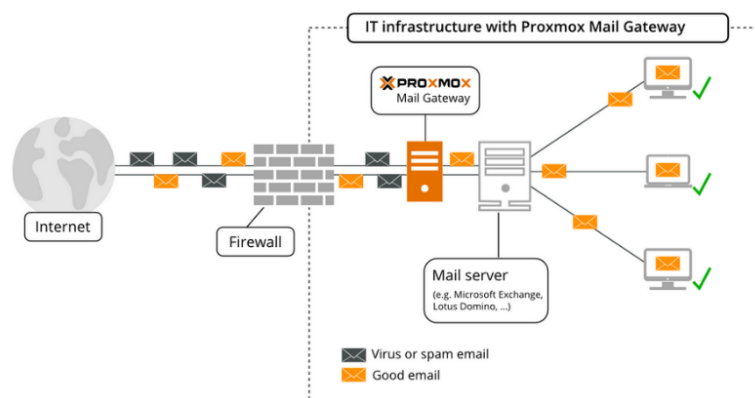 IT infrastructure with Proxmox Mail Gateway
PROXMOX
Mail Gateway
Internet
Firewall
Mail server
(e.g. Microsoft Exchange,
Lotus Domino, ...)
Virus or spam email
Good email